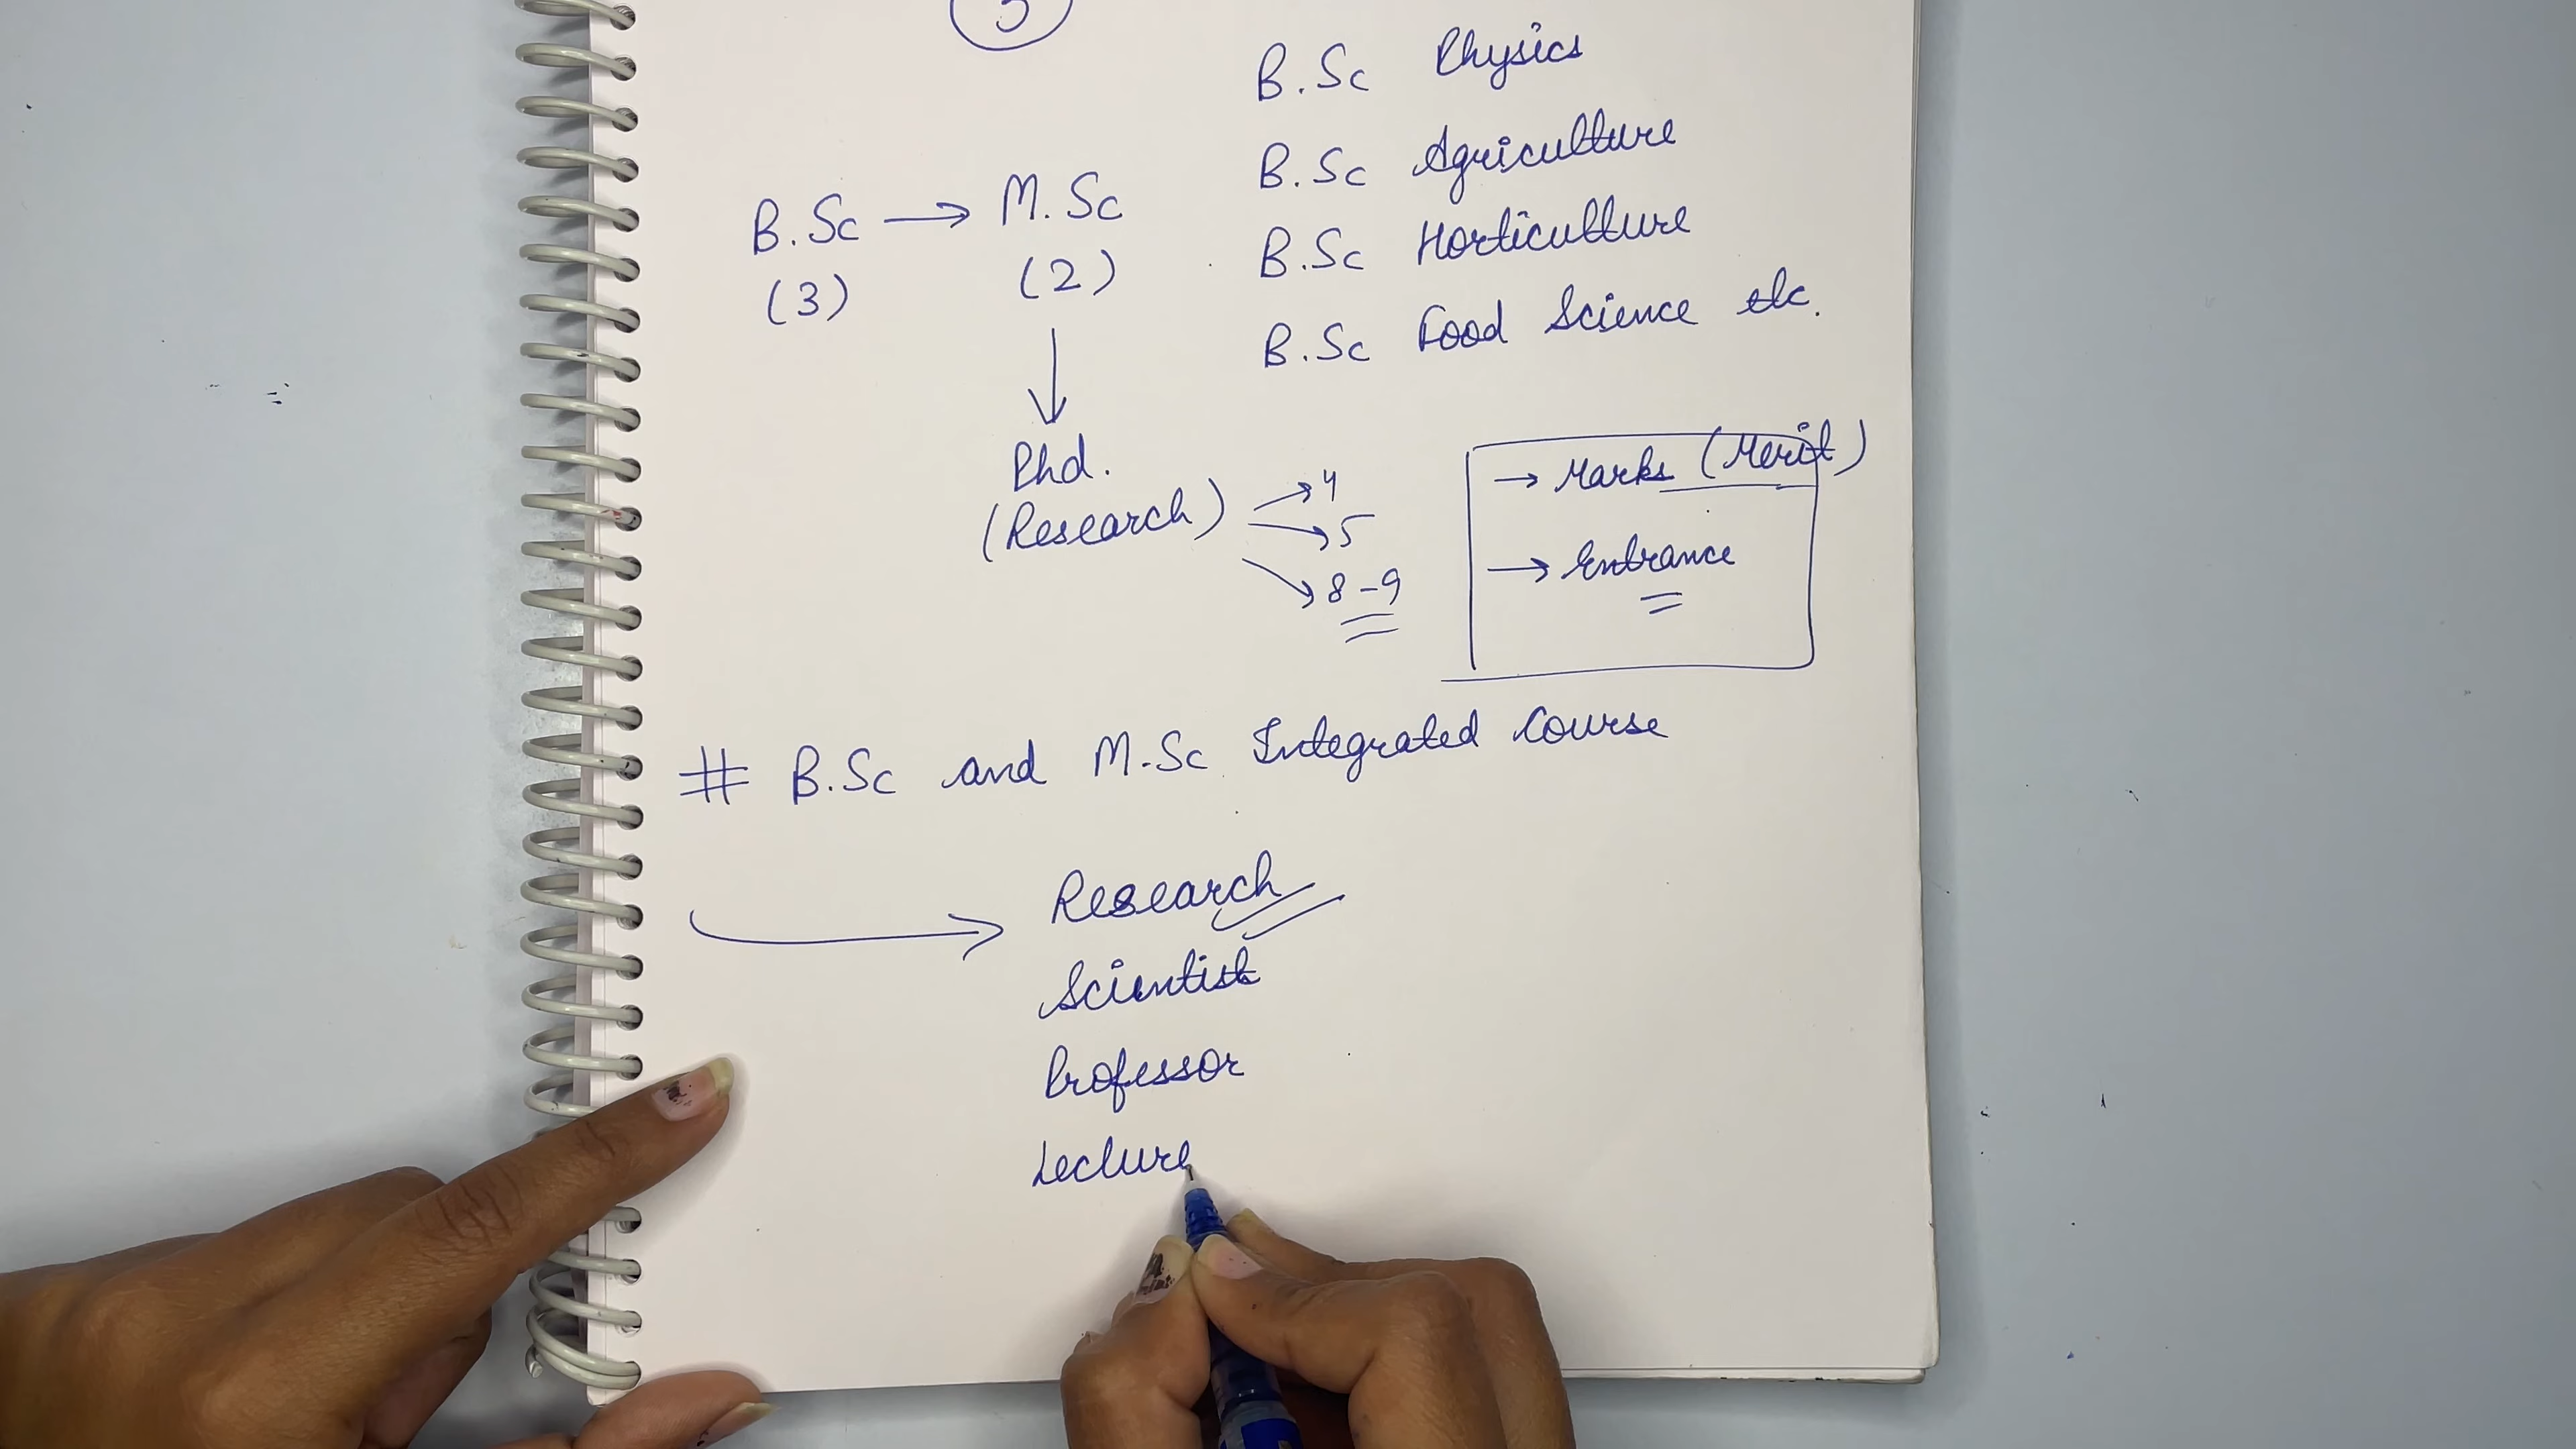 3
B.Sc Physics
B.Sc Agriculture
B.Sc Horticulture
B.Sc Food Science etc.
B.Sc → M.Sc
(3) (2)
↓
Phd.
(Research) → 4
→ 5
→ 8-9
→ Marks (Merit)
→ Entrance
# B.Sc and M.Sc Integrated Course
→ Research
Scientist
Professor
Lecture